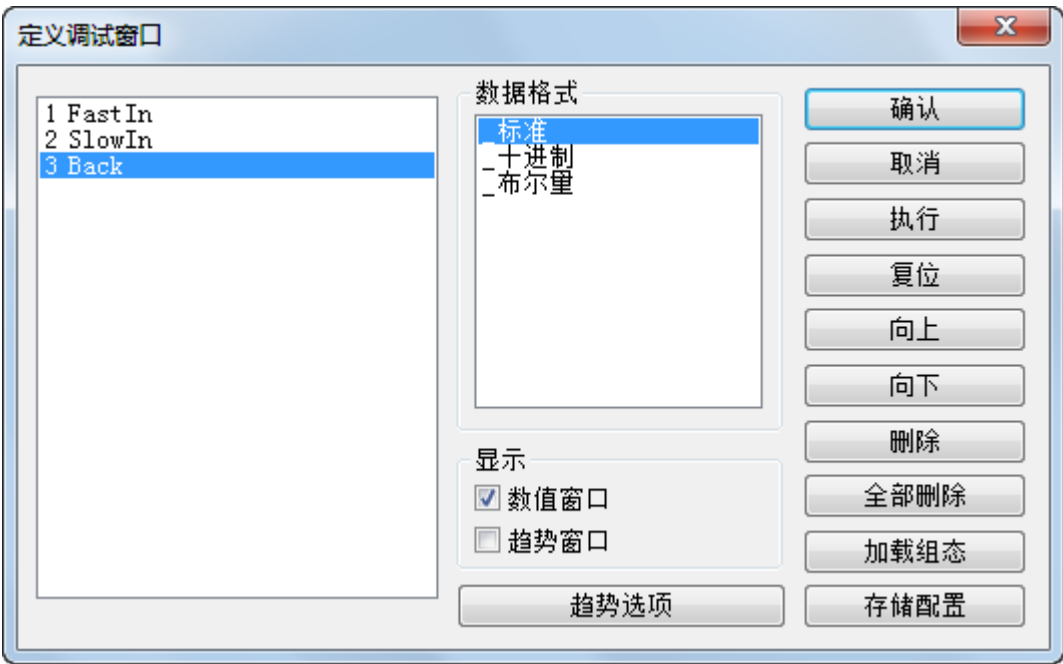 定义调试窗口
1 FastIn
2 SlowIn
3 Back
数据格式
_标准
_十进制
_布尔量
显示
数值窗口
趋势窗口
趋势选项
确认
取消
执行
复位
向上
向下
删除
全部删除
加载组态
存储配置